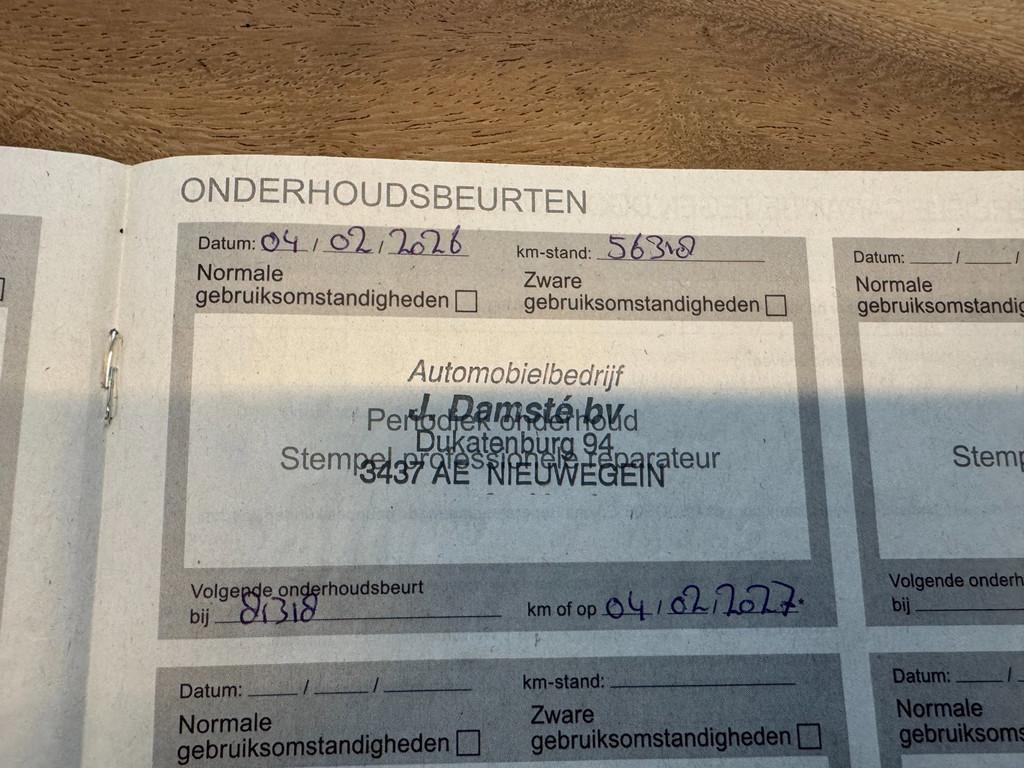 ONDERHOUDSBEURTEN
Datum: 04 / 02 / 2026 km-stand: 56318
Normale gebruiksomstandigheden
Zware gebruiksomstandigheden
Automobielbedrijf
J. Damsté bv
Periodiek onderhoud
Dukatenburg 94
Stempel professionele reparateur
3437 AE NIEUWEGEIN
Volgende onderhoudsbeurt
bij 81318 km of op 04 / 02 / 2027.
Datum: / /
Normale
gebruiksomstandig
Stemp
Volgende onderh
bij
Datum: / / km-stand:
Normale gebruiksomstandigheden
Zware gebruiksomstandigheden
Datum: /
Normale
gebruiksoms